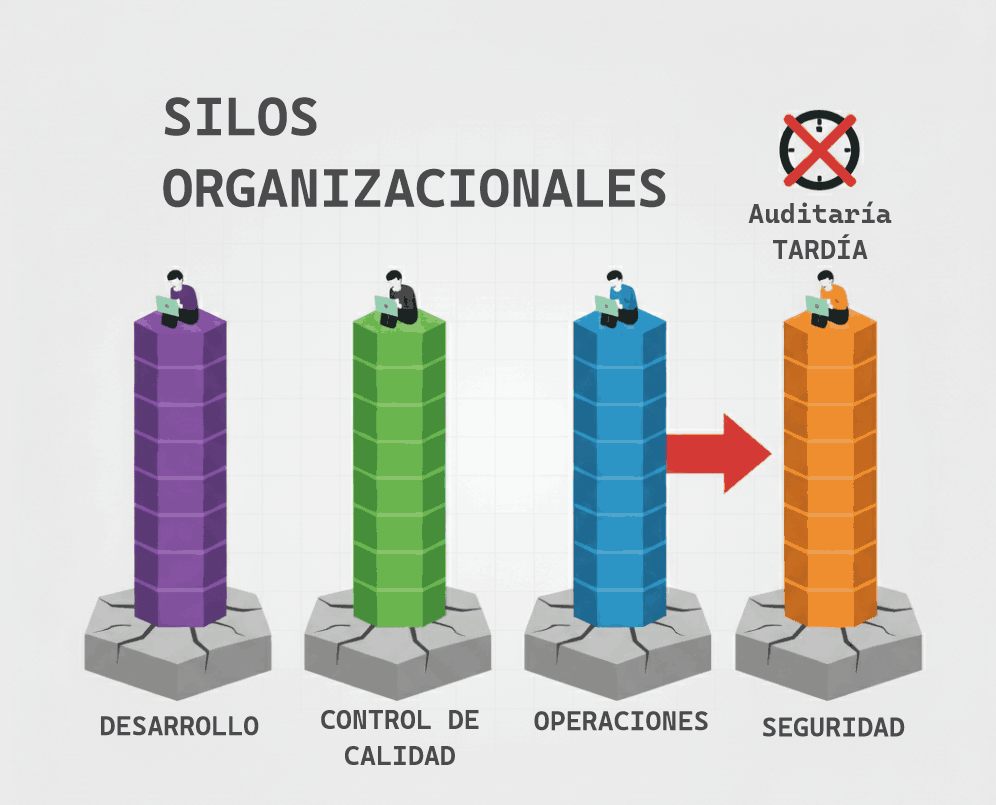 SILOS
ORGANIZACIONALES
Auditaría
TARDÍA
DESARROLLO
CONTROL DE
CALIDAD
OPERACIONES
SEGURIDAD